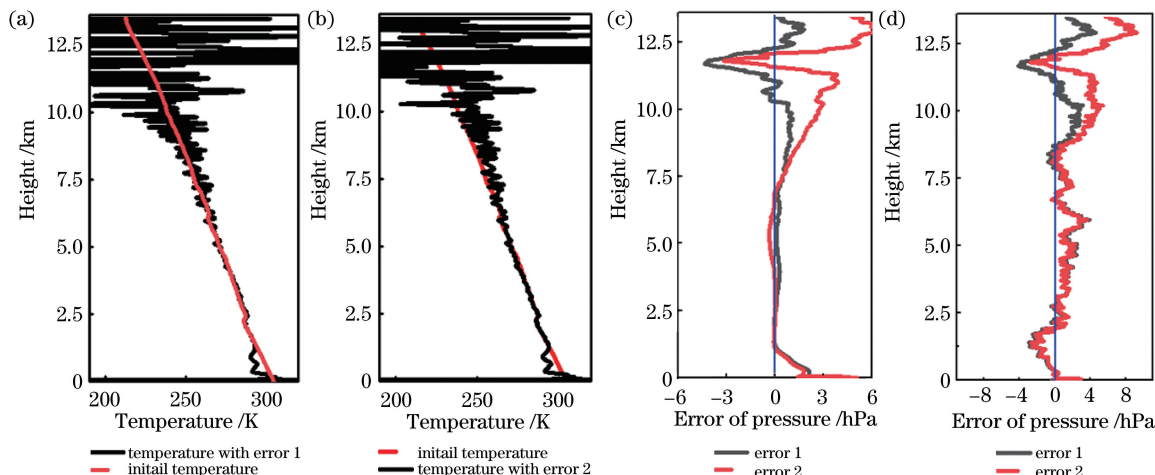 (a)
Height /km
12.5
10.0
7.5
5.0
2.5
0
200
250
300
Temperature /K
temperature with error 1
initail temperature
(b)
Height /km
12.5
10.0
7.5
5.0
2.5
0
200
250
300
Temperature /K
initail temperature
temperature with error 2
(c)
Height /km
12.5
10.0
7.5
5.0
2.5
0
−6
−3
0
3
6
Error of pressure /hPa
error 1
error 2
(d)
Height /km
12.5
10.0
7.5
5.0
2.5
0
−8
−4
0
4
8
Error of pressure /hPa
error 1
error 2